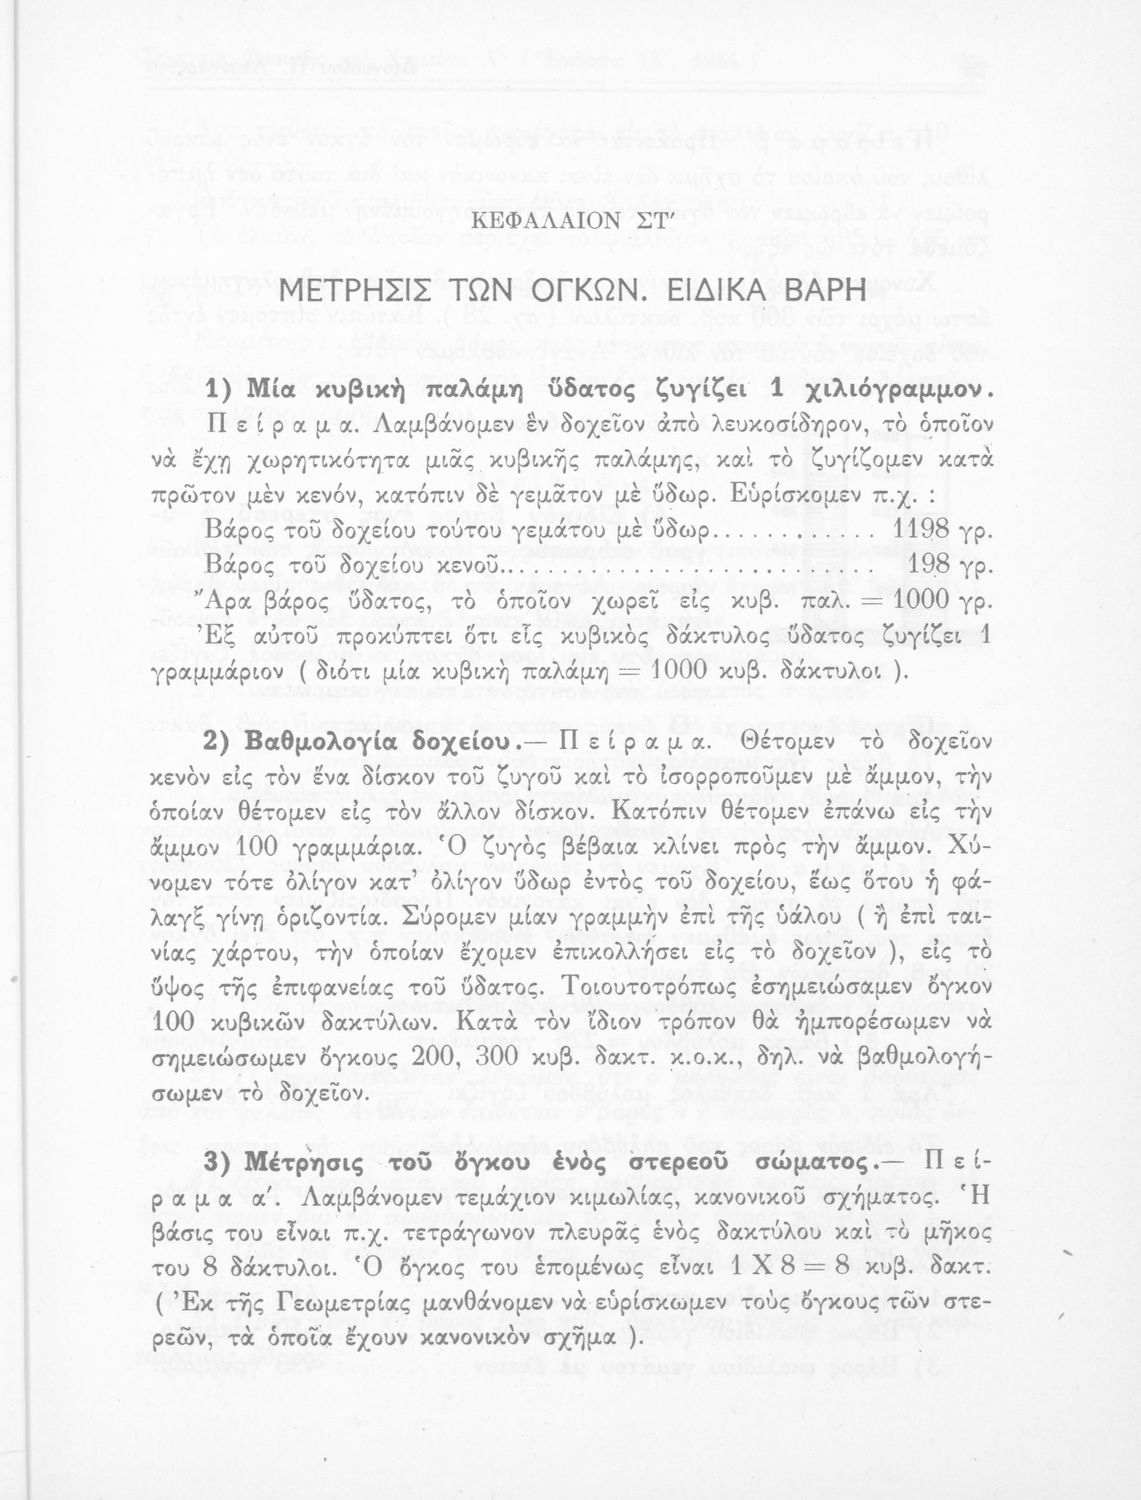 ΚΕΦΑΛΑΙΟΝ ΣΤ′
ΜΕΤΡΗΣΙΣ ΤΩΝ ΟΓΚΩΝ. ΕΙΔΙΚΑ ΒΑΡΗ
1) Μία κυβικὴ παλάμη ὕδατος ζυγίζει 1 χιλιόγραμμον.
Π ε ί ρ α μ α. Λαμβάνομεν ἓν δοχεῖον ἀπὸ λευκοσίδηρον, τὸ ὁποῖον
νὰ ἔχῃ χωρητικότητα μιᾶς κυβικῆς παλάμης, καὶ τὸ ζυγίζομεν κατὰ
πρῶτον μὲν κενόν, κατόπιν δὲ γεμᾶτον μὲ ὕδωρ. Εὑρίσκομεν π.χ. :
Βάρος τοῦ δοχείου τούτου γεμάτου μὲ ὕδωρ............ 1198 γρ.
Βάρος τοῦ δοχείου κενοῦ........................... 198 γρ.
Ἄρα βάρος ὕδατος, τὸ ὁποῖον χωρεῖ εἰς κυβ. παλ. = 1000 γρ.
Ἐξ αὐτοῦ προκύπτει ὅτι εἷς κυβικὸς δάκτυλος ὕδατος ζυγίζει 1
γραμμάριον ( διότι μία κυβικὴ παλάμη = 1000 κυβ. δάκτυλοι ).
2) Βαθμολογία δοχείου.— Π ε ί ρ α μ α. Θέτομεν τὸ δοχεῖον
κενὸν εἰς τὸν ἕνα δίσκον τοῦ ζυγοῦ καὶ τὸ ἰσορροποῦμεν μὲ ἄμμον, τὴν
ὁποίαν θέτομεν εἰς τὸν ἄλλον δίσκον. Κατόπιν θέτομεν ἐπάνω εἰς τὴν
ἄμμον 100 γραμμάρια. Ὁ ζυγὸς βέβαια κλίνει πρὸς τὴν ἄμμον. Χύ-
νομεν τότε ὀλίγον κατ’ ὀλίγον ὕδωρ ἐντὸς τοῦ δοχείου, ἕως ὅτου ἡ φά-
λαγξ γίνῃ ὁριζοντία. Σύρομεν μίαν γραμμὴν ἐπὶ τῆς ὑάλου ( ἢ ἐπὶ ται-
νίας χάρτου, τὴν ὁποίαν ἔχομεν ἐπικολλήσει εἰς τὸ δοχεῖον ), εἰς τὸ
ὕψος τῆς ἐπιφανείας τοῦ ὕδατος. Τοιουτοτρόπως ἐσημειώσαμεν ὄγκον
100 κυβικῶν δακτύλων. Κατὰ τὸν ἴδιον τρόπον θὰ ἠμπορέσωμεν νὰ
σημειώσωμεν ὄγκους 200, 300 κυβ. δακτ. κ.ο.κ., δηλ. νὰ βαθμολογή-
σωμεν τὸ δοχεῖον.
3) Μέτρησις τοῦ ὄγκου ἑνὸς στερεοῦ σώματος.— Π ε ί-
ρ α μ α α′. Λαμβάνομεν τεμάχιον κιμωλίας, κανονικοῦ σχήματος. Ἡ
βάσις του εἶναι π.χ. τετράγωνον πλευρᾶς ἑνὸς δακτύλου καὶ τὸ μῆκος
του 8 δάκτυλοι. Ὁ ὄγκος του ἑπομένως εἶναι 1 Χ 8 = 8 κυβ. δακτ.
( Ἐκ τῆς Γεωμετρίας μανθάνομεν νὰ εὑρίσκωμεν τοὺς ὄγκους τῶν στε-
ρεῶν, τὰ ὁποῖα ἔχουν κανονικὸν σχῆμα ).